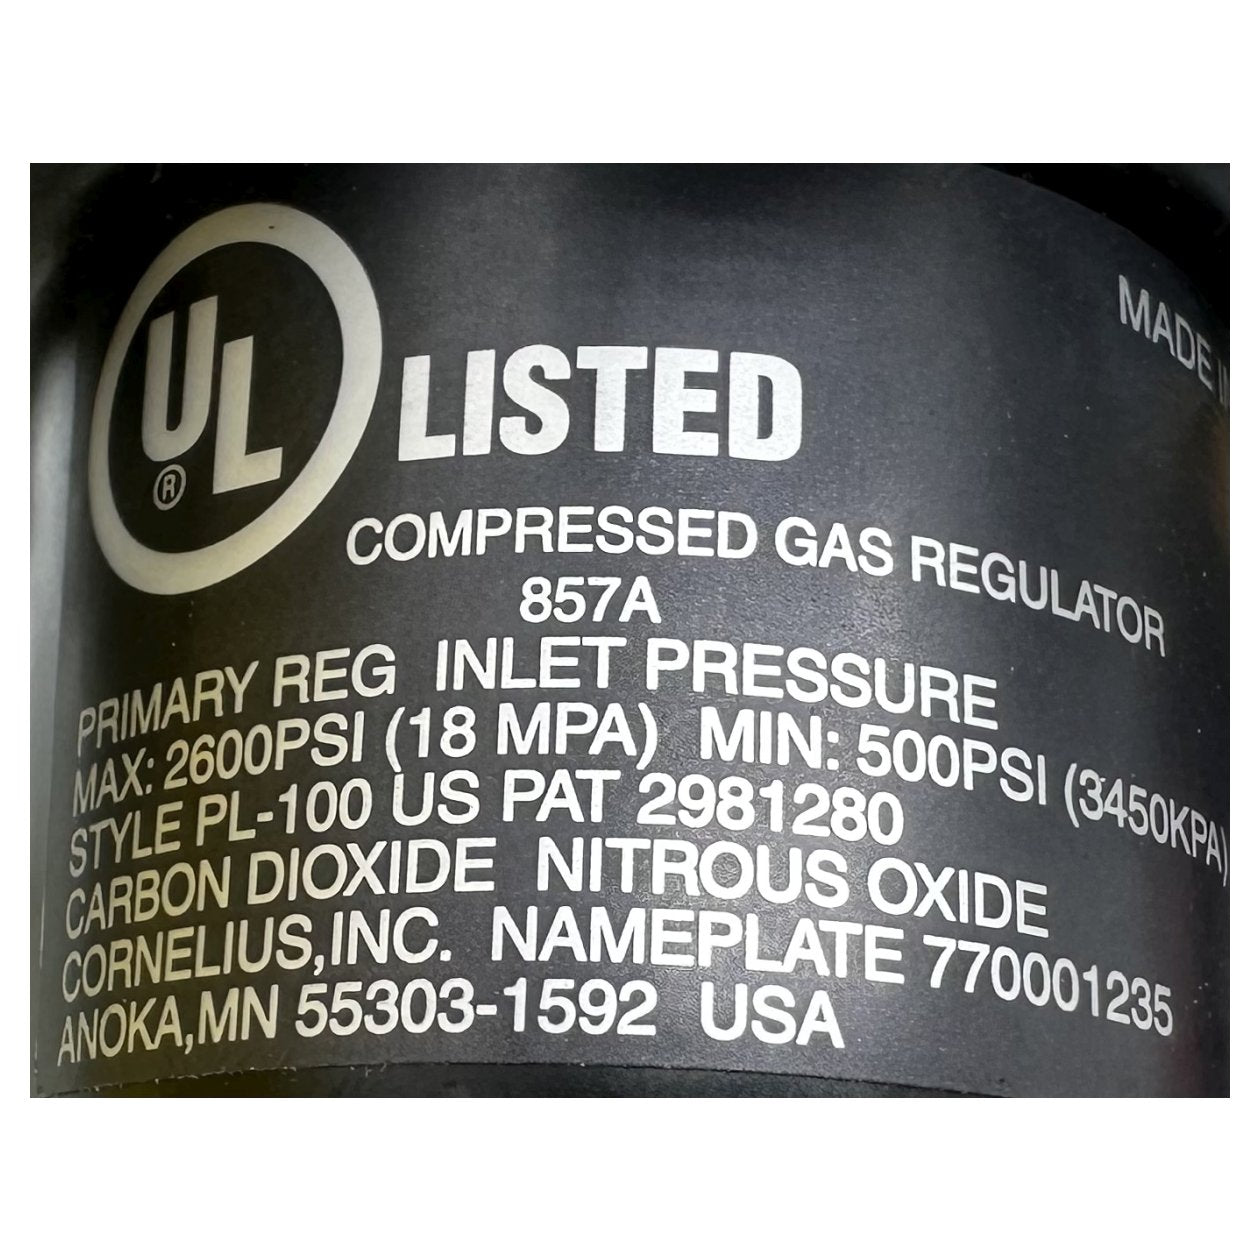 UL ® LISTED
MADE IN
COMPRESSED GAS REGULATOR
857A
PRIMARY REG INLET PRESSURE
MAX: 2600PSI (18 MPA) MIN: 500PSI (3450KPA)
STYLE PL-100 US PAT 2981280
CARBON DIOXIDE NITROUS OXIDE
CORNELIUS,INC. NAMEPLATE 770001235
ANOKA,MN 55303-1592 USA